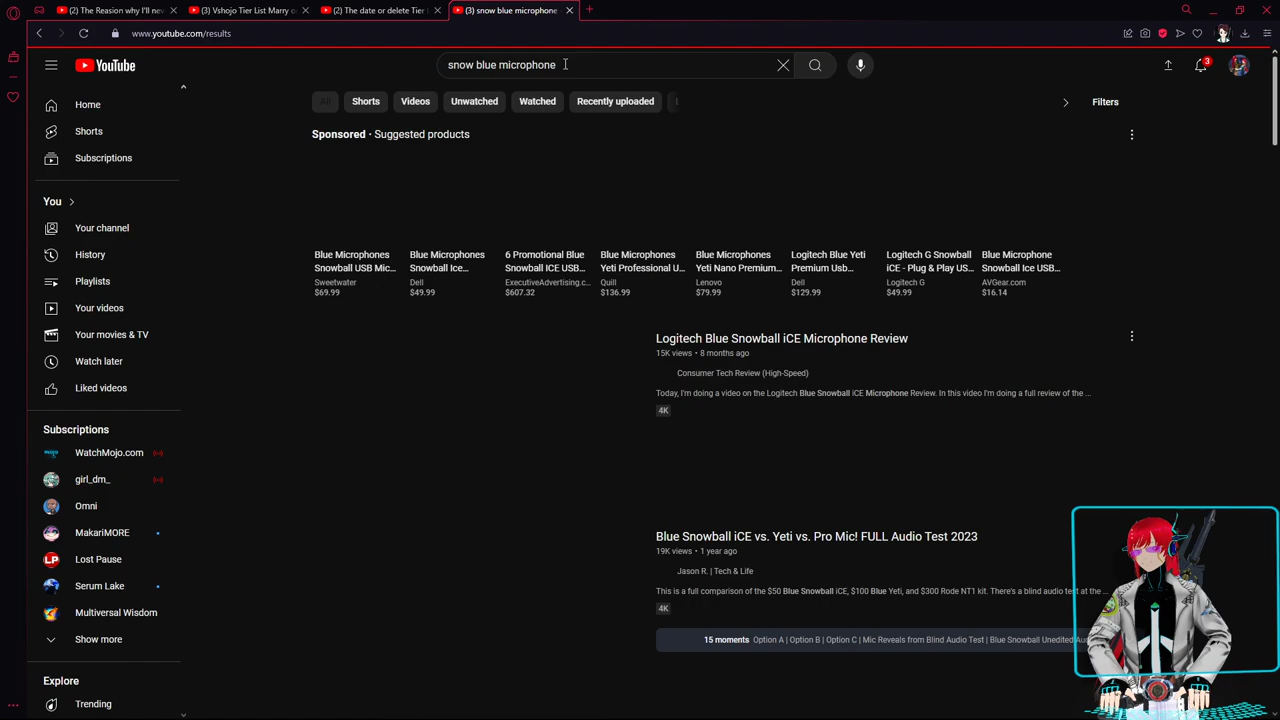 (2) The Reason why I'll nev
(3) Vshojo Tier List Marry o
(2) The date or delete Tier
(3) snow blue microphone
www.youtube.com/results
YouTube
snow blue microphone
3
All
Shorts
Videos
Unwatched
Watched
Recently uploaded
Filters
Home
Shorts
Subscriptions
You
Your channel
History
Playlists
Your videos
Your movies & TV
Watch later
Liked videos
Subscriptions
WatchMojo.com
girl_dm_
Omni
MakariMORE
Lost Pause
Serum Lake
Multiversal Wisdom
Show more
Explore
Trending
Sponsored · Suggested products
Blue Microphones
Snowball USB Mic...
Sweetwater
$69.99
Blue Microphones
Snowball Ice...
Dell
$49.99
6 Promotional Blue
Snowball ICE USB...
ExecutiveAdvertising.c...
$607.32
Blue Microphones
Yeti Professional U...
Quill
$136.99
Blue Microphones
Yeti Nano Premium...
Lenovo
$79.99
Logitech Blue Yeti
Premium Usb...
Dell
$129.99
Logitech G Snowball
iCE - Plug & Play US...
Logitech G
$49.99
Blue Microphone
Snowball Ice USB...
AVGear.com
$16.14
Logitech Blue Snowball iCE Microphone Review
15K views • 8 months ago
Consumer Tech Review (High-Speed)
Today, I'm doing a video on the Logitech Blue Snowball iCE Microphone Review. In this video I'm doing a full review of the ...
4K
Blue Snowball iCE vs. Yeti vs. Pro Mic! FULL Audio Test 2023
19K views • 1 year ago
Jason R. | Tech & Life
This is a full comparison of the $50 Blue Snowball iCE, $100 Blue Yeti, and $300 Rode NT1 kit. There's a blind audio test at the ...
4K
15 moments Option A | Option B | Option C | Mic Reveals from Blind Audio Test | Blue Snowball Unedited Au